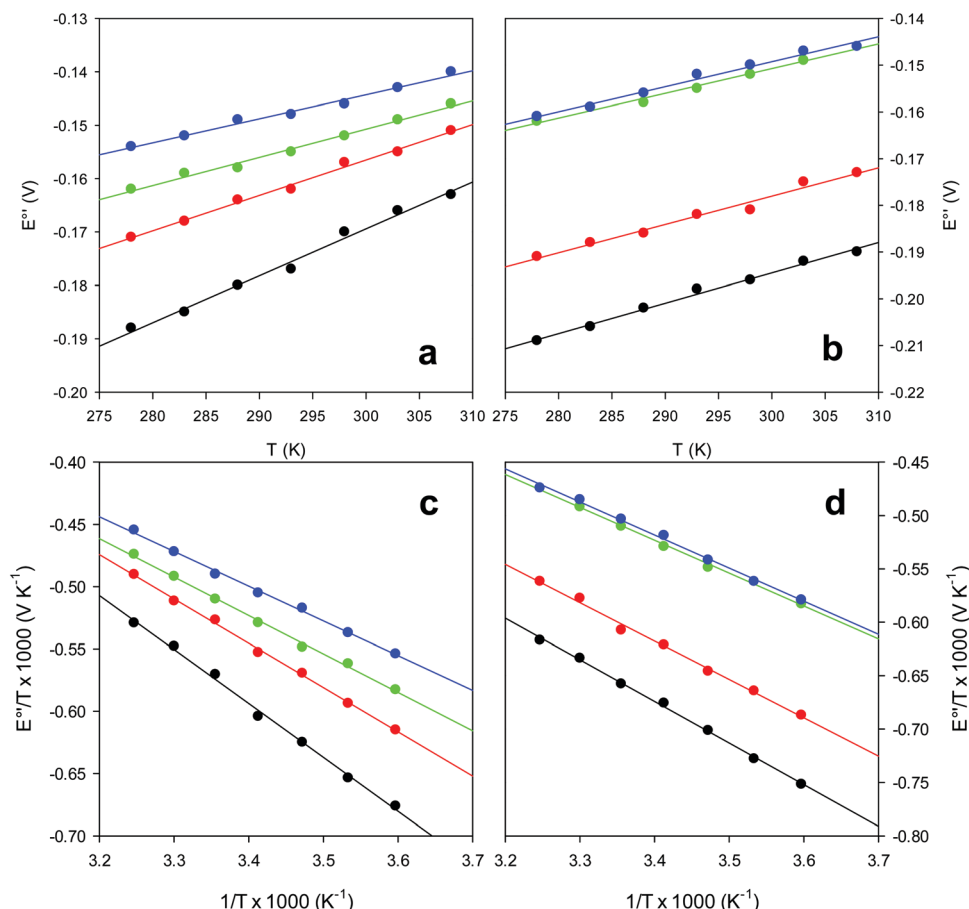 -0.13
-0.14
-0.15
-0.16
-0.17
-0.18
-0.19
-0.20
E°' (V)
a
275 280 285 290 295 300 305 310
-0.14
-0.15
-0.16
-0.17
-0.18
-0.19
-0.20
-0.21
-0.22
E°' (V)
b
275 280 285 290 295 300 305 310
T (K) T (K)
-0.40
-0.45
-0.50
-0.55
-0.60
-0.65
-0.70
E°'/T x 1000 (V K⁻¹)
c
3.2 3.3 3.4 3.5 3.6 3.7
1/T x 1000 (K⁻¹)
-0.45
-0.50
-0.55
-0.60
-0.65
-0.70
-0.75
-0.80
E°'/T x 1000 (V K⁻¹)
d
3.2 3.3 3.4 3.5 3.6 3.7
1/T x 1000 (K⁻¹)